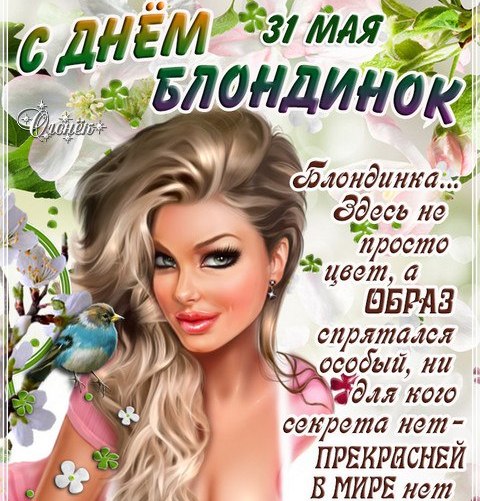 С ДНЁМ
31 МАЯ
БЛОНДИНОК
Олонёк
Блондинка...
Здесь не
просто
цвет, а
ОБРАЗ
спрятался
особый, ни
для кого
секрета нет-
ПРЕКРАСНЕЙ
В МИРЕ нет